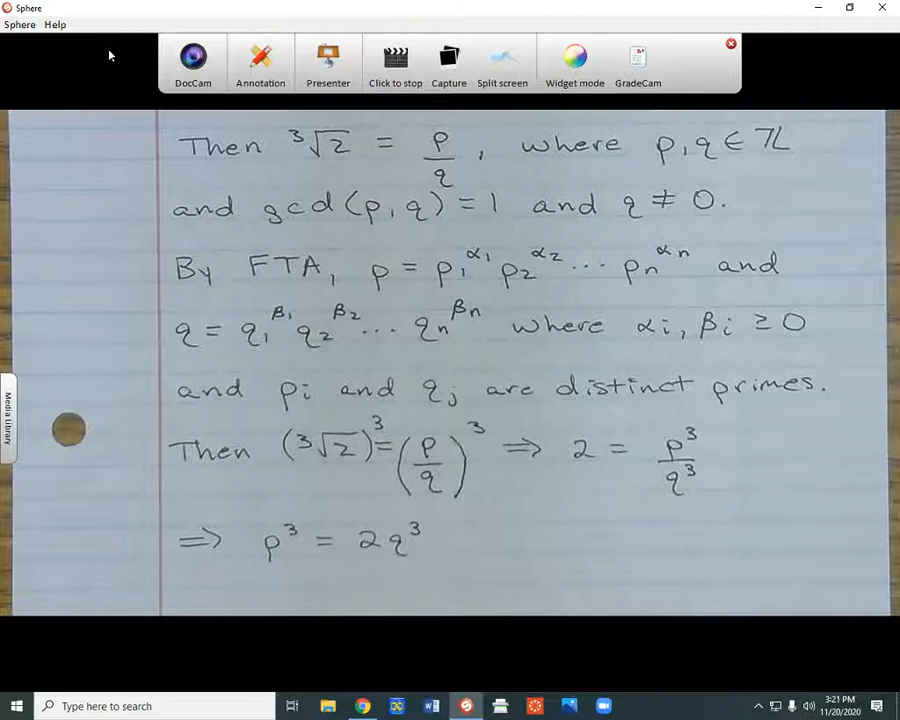 Sphere
Sphere Help
DocCam Annotation Presenter Click to stop Capture Split screen Widget mode GradeCam
Media Library
Then ³√2 = p/q , where p, q ∈ ℤ
and gcd(p, q) = 1 and q ≠ 0.
By FTA, p = p₁^α₁ p₂^α₂ ... pₙ^αₙ and
q = q₁^β₁ q₂^β₂ ... qₙ^βₙ where αi, βi ≥ 0
and pi and qj are distinct primes.
Then (³√2)³ = (p/q)³ ⟹ 2 = p³/q³
⟹ p³ = 2q³
Type here to search
3:21 PM
11/20/2020